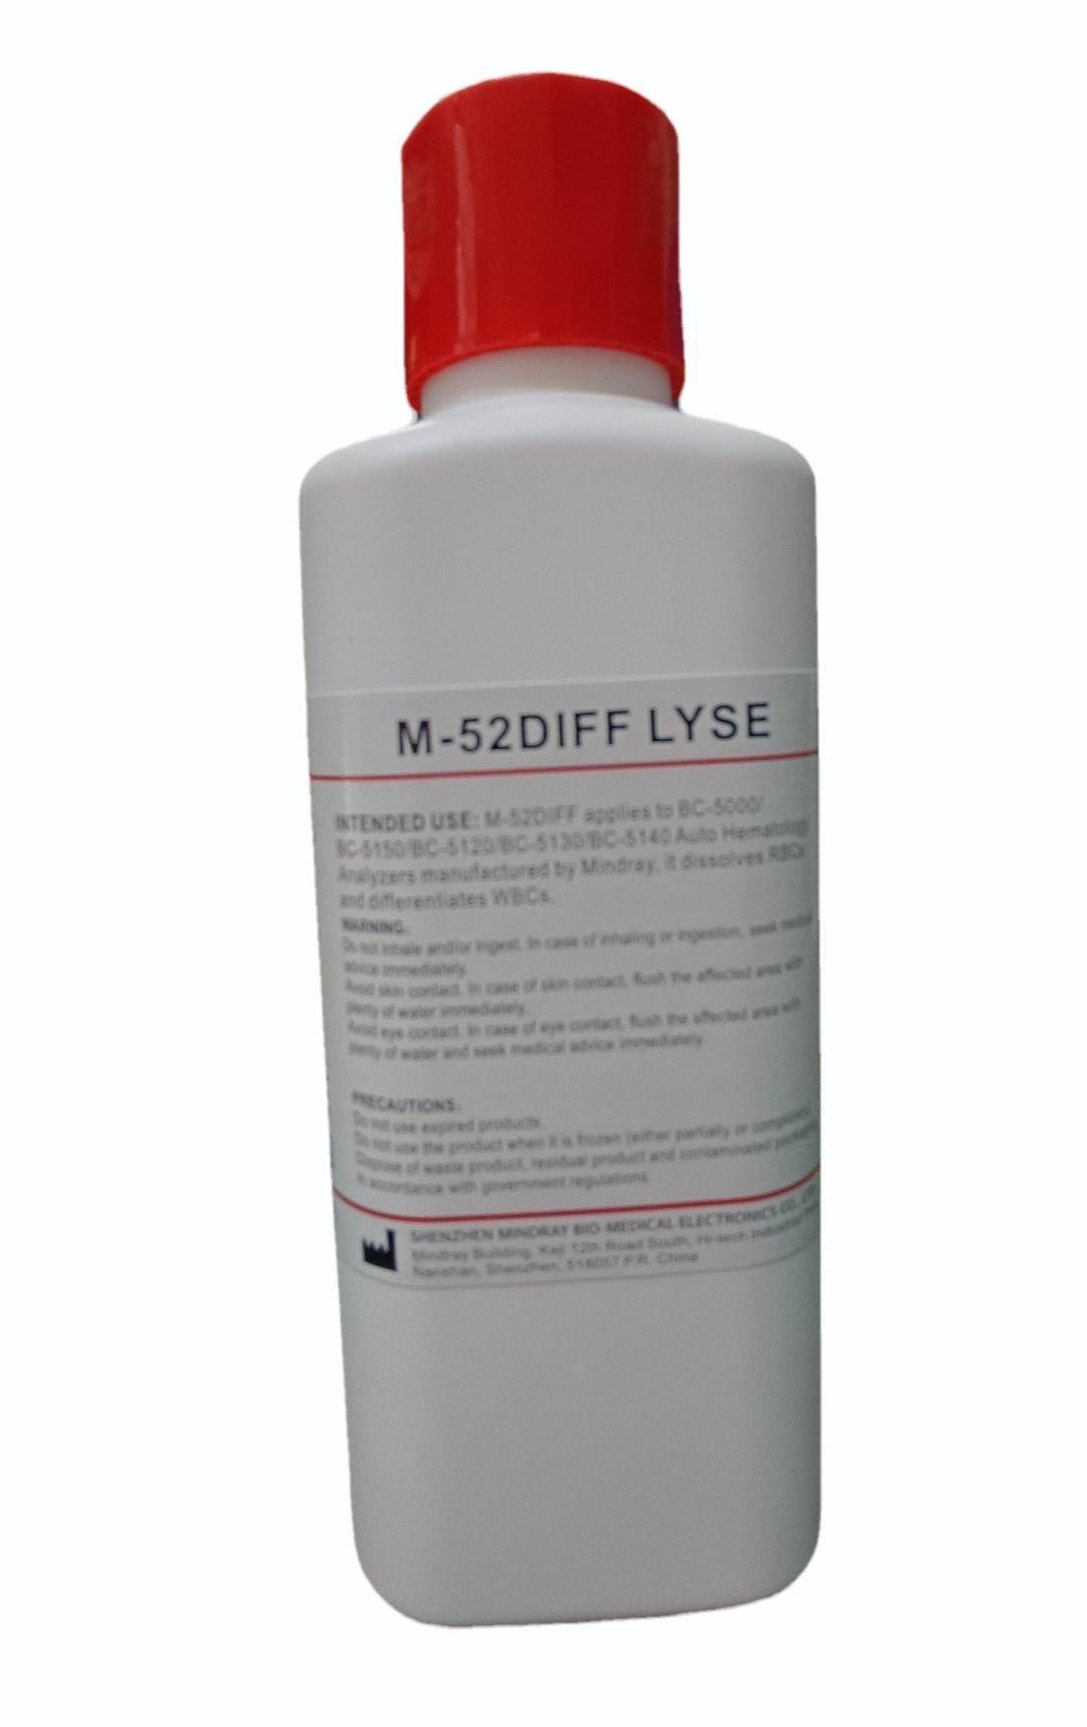 M-52DIFF LYSE
INTENDED USE: M-52DIFF applies to BC-5000/
BC-5150/BC-5120/BC-5130/BC-5140 Auto Hematology
Analyzers manufactured by Mindray, it dissolves RBCs
and differentiates WBCs.
WARNING.
Do not inhale and/or ingest. In case of inhaling or ingestion, seek medical
advice immediately.
Avoid skin contact. In case of skin contact, flush the affected area with
plenty of water immediately.
Avoid eye contact. In case of eye contact, flush the affected area with
plenty of water and seek medical advice immediately.
PRECAUTIONS.
Do not use expired products.
Do not use the product when it is frozen (either partially or
Dispose of waste product, residual product and contaminated
in accordance with government regulations.
SHENZHEN MINDRAY BIO-MEDICAL ELECTRONICS CO.,
Mindray Building, Keji 12th Road South, Hi-tech Industrial
Nanshan, Shenzhen, 518057 P.R. China